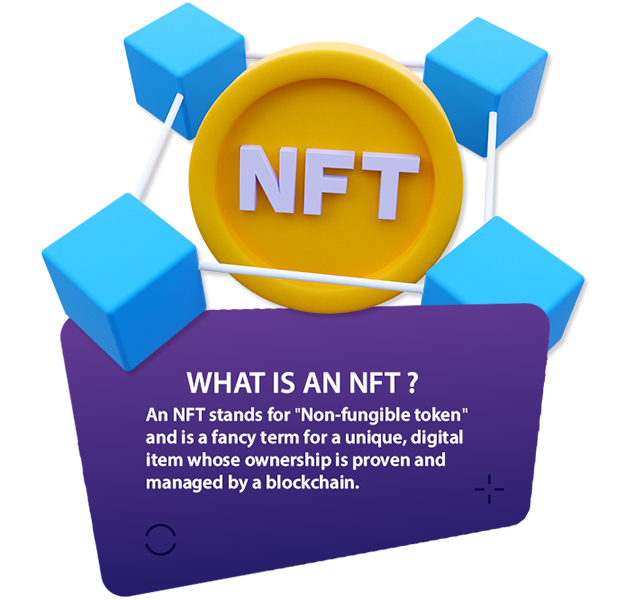 NFT
WHAT IS AN NFT ?
An NFT stands for "Non-fungible token"
and is a fancy term for a unique, digital
item whose ownership is proven and
managed by a blockchain.